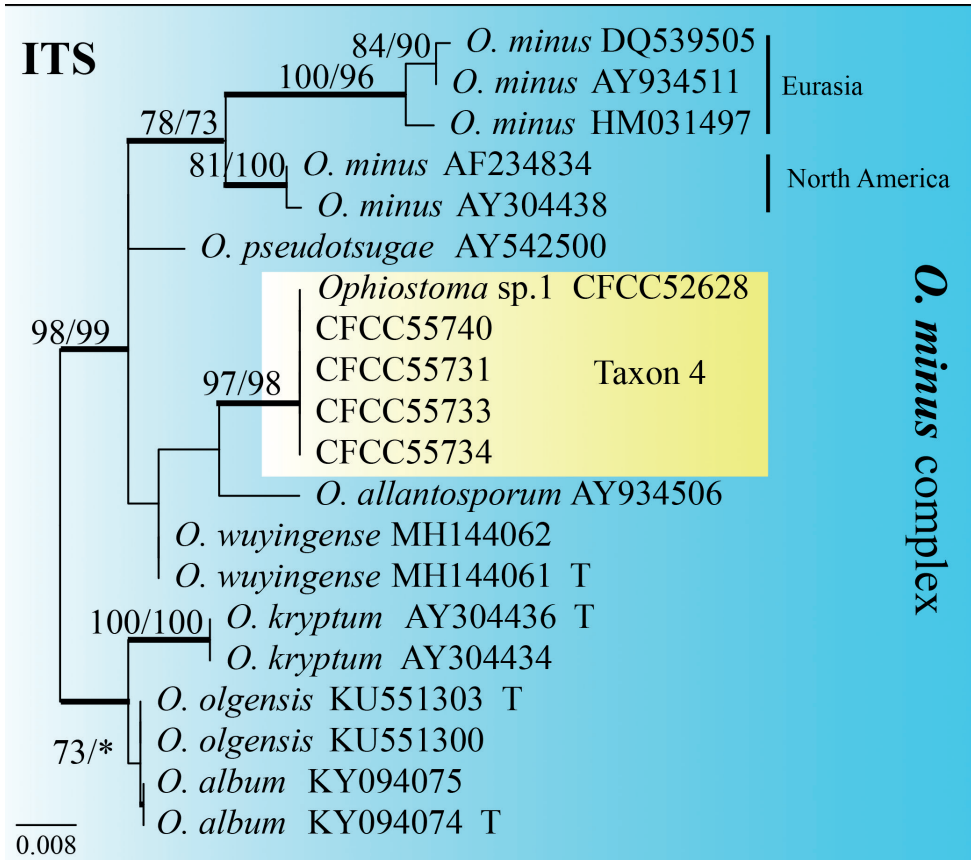 ITS
84/90
O. minus DQ539505
O. minus AY934511
100/96
O. minus HM031497
Eurasia
78/73
81/100
O. minus AF234834
O. minus AY304438
North America
O. pseudotsugae AY542500
98/99
Ophiostoma sp.1 CFCC52628
CFCC55740
CFCC55731
CFCC55733
CFCC55734
Taxon 4
97/98
O. allantosporum AY934506
O. wuyingense MH144062
O. wuyingense MH144061 T
100/100
O. kryptum AY304436 T
O. kryptum AY304434
O. olgensis KU551303 T
O. olgensis KU551300
73/*
O. album KY094075
O. album KY094074 T
0.008
O. minus complex